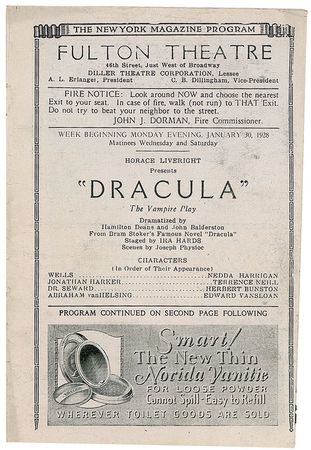 THE NEW YORK MAGAZINE PROGRAM
FULTON THEATRE
46th Street, Just West of Broadway
DILLER THEATRE CORPORATION, Lessee
A. L. Erlanger, President C. B. Dillingham, Vice-President
FIRE NOTICE: Look around NOW and choose the nearest
Exit to your seat. In case of fire, walk (not run) to THAT Exit.
Do not try to beat your neighbor to the street.
JOHN J. DORMAN, Fire Commissioner.
WEEK BEGINNING MONDAY EVENING, JANUARY 30, 1928
Matinees Wednesday and Saturday
HORACE LIVERIGHT
Presents
"DRACULA"
The Vampire Play
Dramatized by
Hamilton Deane and John Balderston
From Bram Stoker's Famous Novel "Dracula"
Staged by IRA HARDS
Scenes by Joseph Physioc
CHARACTERS
(In Order of Their Appearance)
WELLS NEDDA HARRIGAN
JONATHAN HARKER TERRENCE NEILL
DR. SEWARD HERBERT BUNSTON
ABRAHAM vanHELSING EDWARD VANSLOAN
PROGRAM CONTINUED ON SECOND PAGE FOLLOWING
Smart!
The New Thin
Norida Vanitie
FOR LOOSE POWDER
Cannot Spill-Easy to Refill
WHEREVER TOILET GOODS ARE SOLD